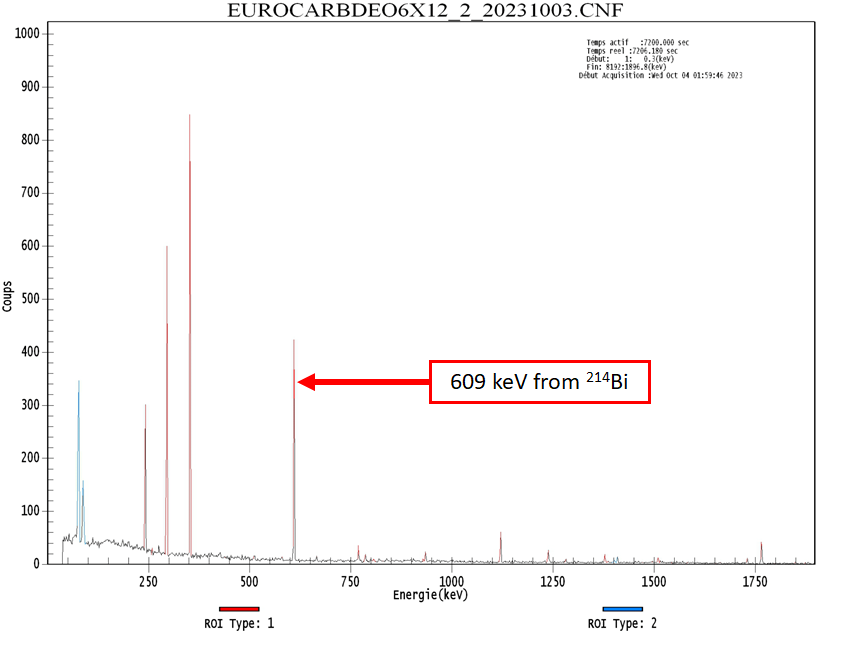 EUROCARBDEO6X12_2_20231003.CNF
Temps actif :7200.000 sec
Temps reel :7206.180 sec
Début: 1: 0.3(keV)
Fin: 8192:1896.8(keV)
Début Acquisition :Wed Oct 04 01:59:46 2023
1000
900
800
700
600
500
400
300
200
100
0
Coups
609 keV from ²¹⁴Bi
250 500 750 1000 1250 1500 1750
Energie(keV)
ROI Type: 1 ROI Type: 2